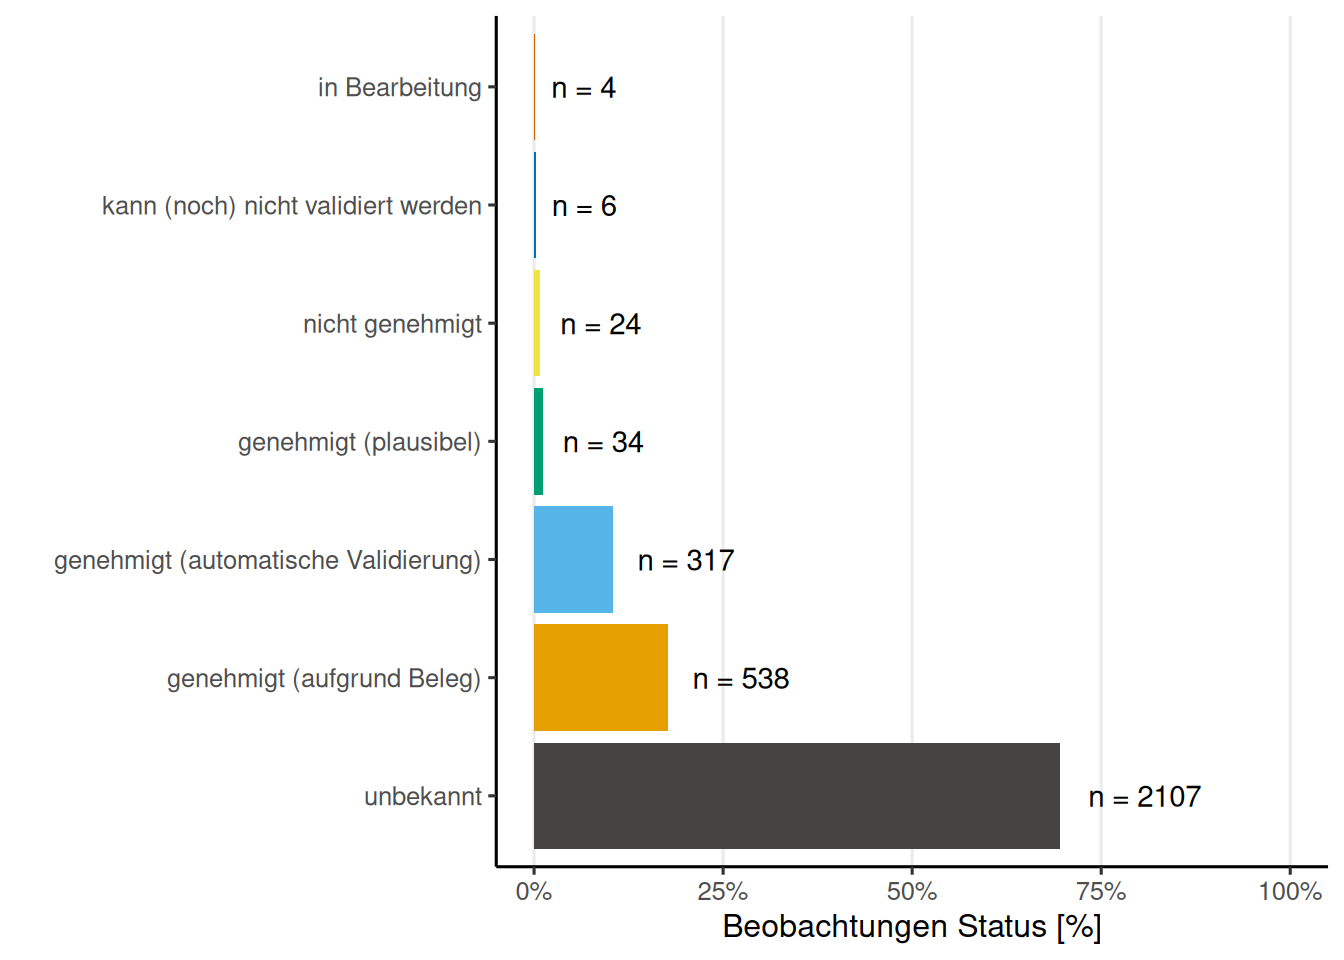 in Bearbeitung
n = 4
kann (noch) nicht validiert werden
n = 6
nicht genehmigt
n = 24
genehmigt (plausibel)
n = 34
genehmigt (automatische Validierung)
n = 317
genehmigt (aufgrund Beleg)
n = 538
unbekannt
n = 2107
0% 25% 50% 75% 100%
Beobachtungen Status [%]